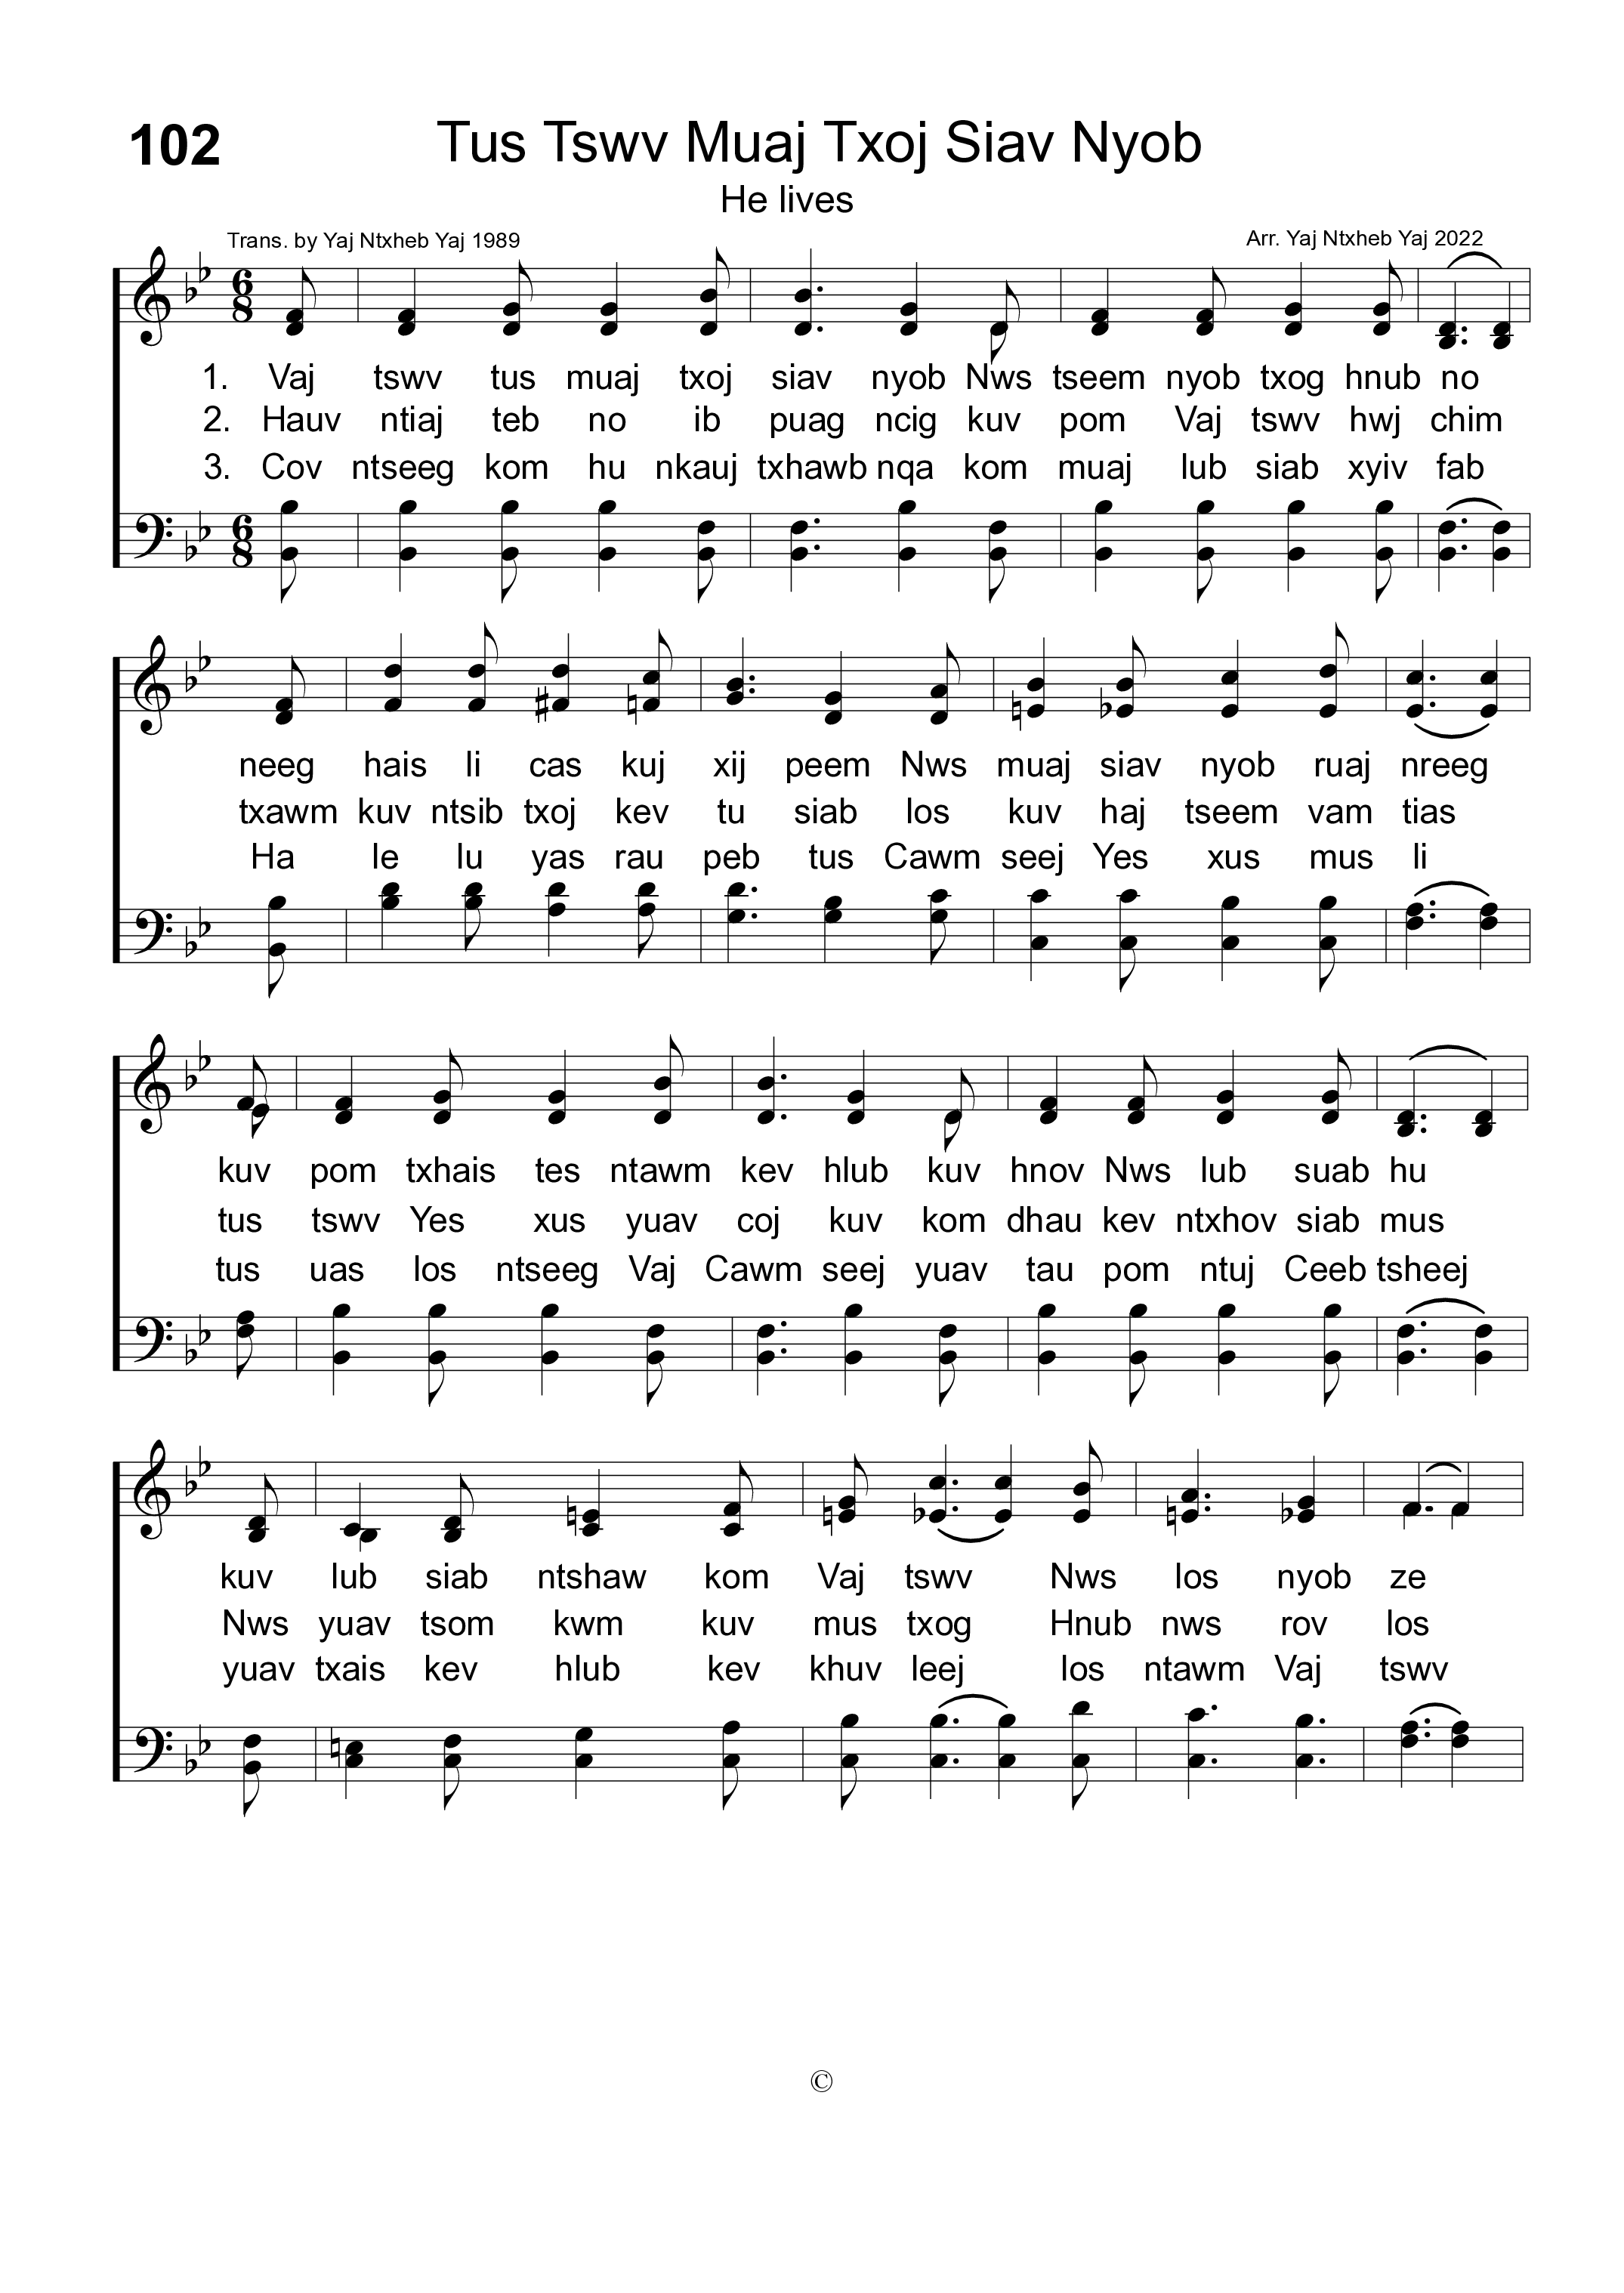 102
Tus Tswv Muaj Txoj Siav Nyob
He lives
Trans. by Yaj Ntxheb Yaj 1989
Arr. Yaj Ntxheb Yaj 2022
6 8
1. Vaj tswv tus muaj txoj siav nyob Nws tseem nyob txog hnub no
2. Hauv ntiaj teb no ib puag ncig kuv pom Vaj tswv hwj chim
3. Cov ntseeg kom hu nkauj txhawb nqa kom muaj lub siab xyiv fab
6 8
neeg hais li cas kuj xij peem Nws muaj siav nyob ruaj nreeg
txawm kuv ntsib txoj kev tu siab los kuv haj tseem vam tias
Ha le lu yas rau peb tus Cawm seej Yes xus mus li
kuv pom txhais tes ntawm kev hlub kuv hnov Nws lub suab hu
tus tswv Yes xus yuav coj kuv kom dhau kev ntxhov siab mus
tus uas los ntseeg Vaj Cawm seej yuav tau pom ntuj Ceeb tsheej
kuv lub siab ntshaw kom Vaj tswv Nws los nyob ze
Nws yuav tsom kwm kuv mus txog Hnub nws rov los
yuav txais kev hlub kev khuv leej los ntawm Vaj tswv
©